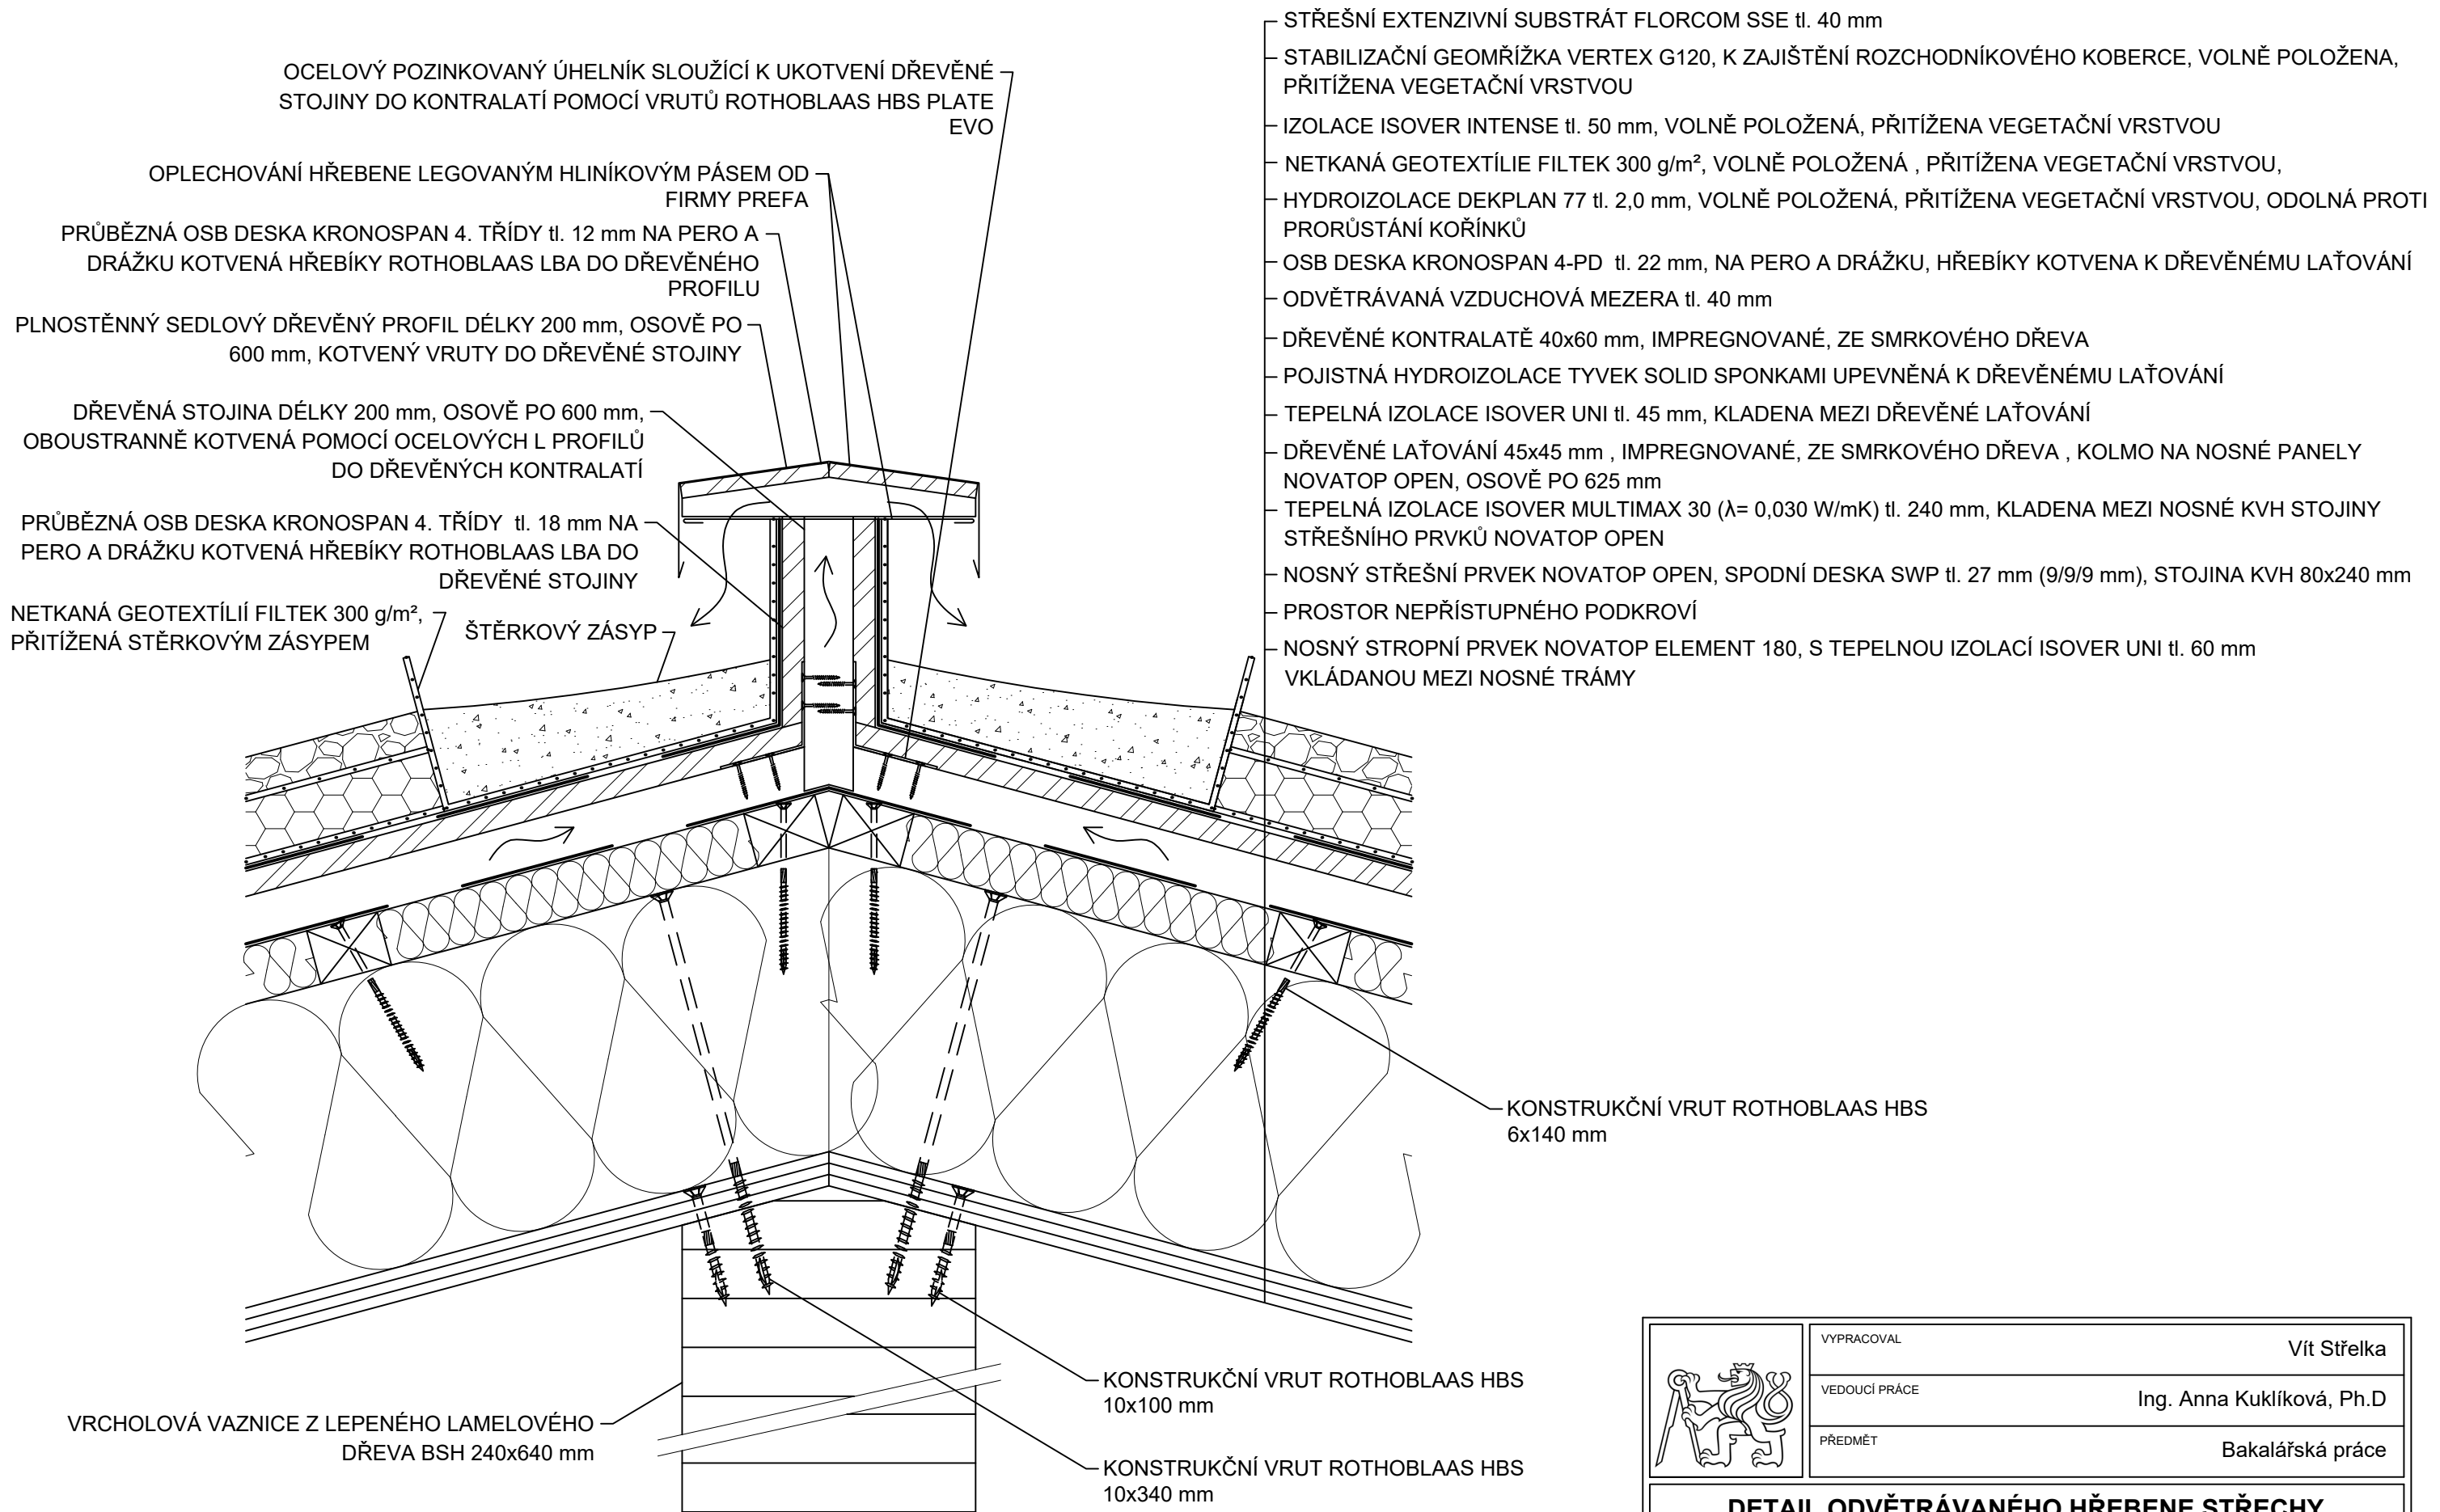 OCELOVÝ POZINKOVANÝ ÚHELNÍK SLOUŽÍCÍ K UKOTVENÍ DŘEVĚNÉ
STOJINY DO KONTRALATÍ POMOCÍ VRUTŮ ROTHOBLAAS HBS PLATE
EVO
OPLECHOVÁNÍ HŘEBENE LEGOVANÝM HLINÍKOVÝM PÁSEM OD
FIRMY PREFA
PRŮBĚZNÁ OSB DESKA KRONOSPAN 4. TŘÍDY tl. 12 mm NA PERO A
DRÁŽKU KOTVENÁ HŘEBÍKY ROTHOBLAAS LBA DO DŘEVĚNÉHO
PROFILU
PLNOSTĚNNÝ SEDLOVÝ DŘEVĚNÝ PROFIL DÉLKY 200 mm, OSOVĚ PO
600 mm, KOTVENÝ VRUTY DO DŘEVĚNÉ STOJINY
DŘEVĚNÁ STOJINA DÉLKY 200 mm, OSOVĚ PO 600 mm,
OBOUSTRANNĚ KOTVENÁ POMOCÍ OCELOVÝCH L PROFILŮ
DO DŘEVĚNÝCH KONTRALATÍ
PRŮBĚZNÁ OSB DESKA KRONOSPAN 4. TŘÍDY tl. 18 mm NA
PERO A DRÁŽKU KOTVENÁ HŘEBÍKY ROTHOBLAAS LBA DO
DŘEVĚNÉ STOJINY
NETKANÁ GEOTEXTÍLIÍ FILTEK 300 g/m²,
PŘITÍŽENÁ STĚRKOVÝM ZÁSYPEM
ŠTĚRKOVÝ ZÁSYP
STŘEŠNÍ EXTENZIVNÍ SUBSTRÁT FLORCOM SSE tl. 40 mm
STABILIZAČNÍ GEOMŘÍŽKA VERTEX G120, K ZAJIŠTĚNÍ ROZCHODNÍKOVÉHO KOBERCE, VOLNĚ POLOŽENA,
PŘITÍŽENA VEGETAČNÍ VRSTVOU
IZOLACE ISOVER INTENSE tl. 50 mm, VOLNĚ POLOŽENÁ, PŘITÍŽENA VEGETAČNÍ VRSTVOU
NETKANÁ GEOTEXTÍLIE FILTEK 300 g/m², VOLNĚ POLOŽENÁ , PŘITÍŽENA VEGETAČNÍ VRSTVOU,
HYDROIZOLACE DEKPLAN 77 tl. 2,0 mm, VOLNĚ POLOŽENÁ, PŘITÍŽENA VEGETAČNÍ VRSTVOU, ODOLNÁ PROTI
PRORŮSTÁNÍ KOŘÍNKŮ
OSB DESKA KRONOSPAN 4-PD tl. 22 mm, NA PERO A DRÁŽKU, HŘEBÍKY KOTVENA K DŘEVĚNÉMU LAŤOVÁNÍ
ODVĚTRÁVANÁ VZDUCHOVÁ MEZERA tl. 40 mm
DŘEVĚNÉ KONTRALATĚ 40x60 mm, IMPREGNOVANÉ, ZE SMRKOVÉHO DŘEVA
POJISTNÁ HYDROIZOLACE TYVEK SOLID SPONKAMI UPEVNĚNÁ K DŘEVĚNÉMU LAŤOVÁNÍ
TEPELNÁ IZOLACE ISOVER UNI tl. 45 mm, KLADENA MEZI DŘEVĚNÉ LAŤOVÁNÍ
DŘEVĚNÉ LAŤOVÁNÍ 45x45 mm , IMPREGNOVANÉ, ZE SMRKOVÉHO DŘEVA , KOLMO NA NOSNÉ PANELY
NOVATOP OPEN, OSOVĚ PO 625 mm
TEPELNÁ IZOLACE ISOVER MULTIMAX 30 (λ= 0,030 W/mK) tl. 240 mm, KLADENA MEZI NOSNÉ KVH STOJINY
STŘEŠNÍHO PRVKŮ NOVATOP OPEN
NOSNÝ STŘEŠNÍ PRVEK NOVATOP OPEN, SPODNÍ DESKA SWP tl. 27 mm (9/9/9 mm), STOJINA KVH 80x240 mm
PROSTOR NEPŘÍSTUPNÉHO PODKROVÍ
NOSNÝ STROPNÍ PRVEK NOVATOP ELEMENT 180, S TEPELNOU IZOLACÍ ISOVER UNI tl. 60 mm
VKLÁDANOU MEZI NOSNÉ TRÁMY
KONSTRUKČNÍ VRUT ROTHOBLAAS HBS
6x140 mm
KONSTRUKČNÍ VRUT ROTHOBLAAS HBS
10x100 mm
KONSTRUKČNÍ VRUT ROTHOBLAAS HBS
10x340 mm
VRCHOLOVÁ VAZNICE Z LEPENÉHO LAMELOVÉHO
DŘEVA BSH 240x640 mm
VYPRACOVAL
Vít Střelka
VEDOUCÍ PRÁCE
Ing. Anna Kuklíková, Ph.D
PŘEDMĚT
Bakalářská práce
DETAIL ODVĚTRÁVANÉHO HŘEBENE STŘECHY